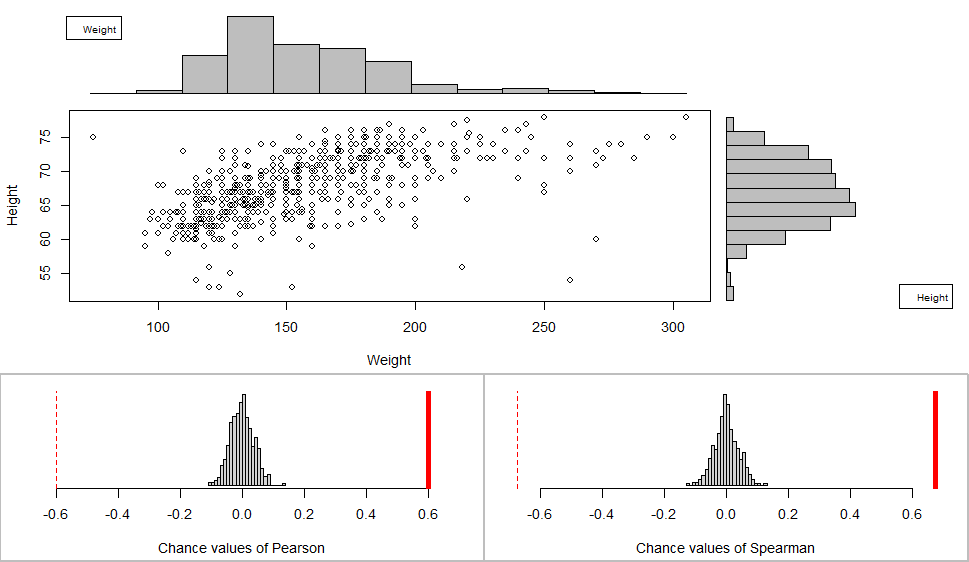 Weight
Height
75
70
65
60
55
100 150 200 250 300
Weight
Height
-0.6 -0.4 -0.2 0.0 0.2 0.4 0.6
Chance values of Pearson
-0.6 -0.4 -0.2 0.0 0.2 0.4 0.6
Chance values of Spearman